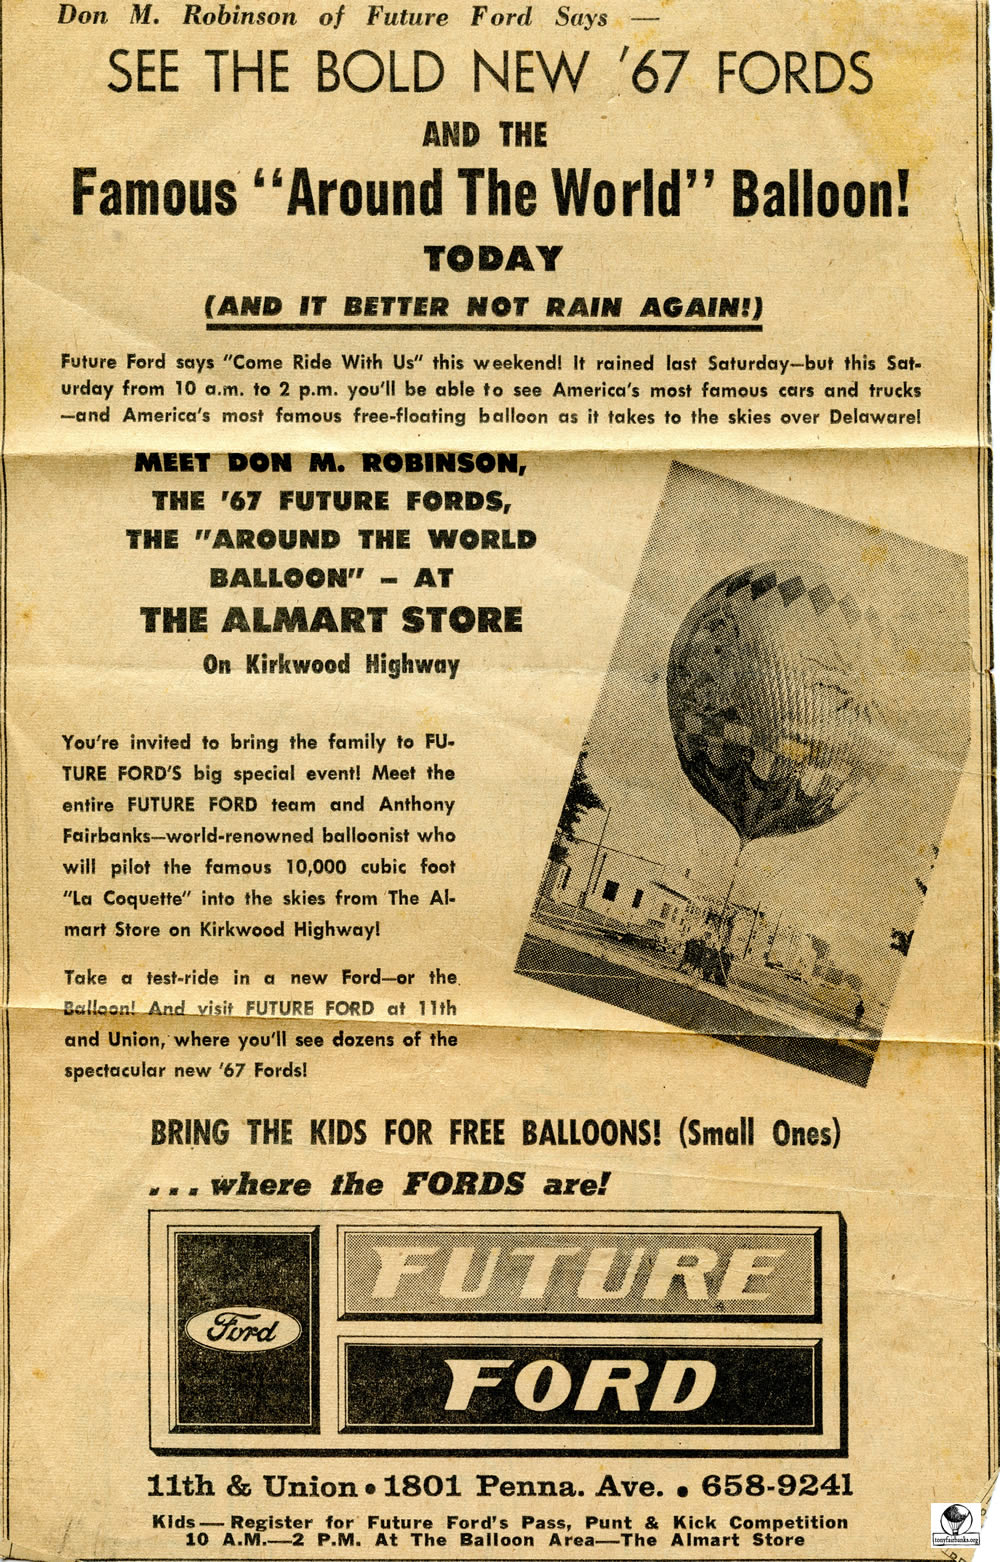 Don M. Robinson of Future Ford Says —
SEE THE BOLD NEW '67 FORDS
AND THE
Famous "Around The World" Balloon!
TODAY
(AND IT BETTER NOT RAIN AGAIN!)
Future Ford says "Come Ride With Us" this weekend! It rained last Saturday—but this Sat-
urday from 10 a.m. to 2 p.m. you'll be able to see America's most famous cars and trucks
—and America's most famous free-floating balloon as it takes to the skies over Delaware!
MEET DON M. ROBINSON,
THE '67 FUTURE FORDS,
THE "AROUND THE WORLD
BALLOON" – AT
THE ALMART STORE
On Kirkwood Highway
You're invited to bring the family to FU-
TURE FORD'S big special event! Meet the
entire FUTURE FORD team and Anthony
Fairbanks—world-renowned balloonist who
will pilot the famous 10,000 cubic foot
"La Coquette" into the skies from The Al-
mart Store on Kirkwood Highway!
Take a test-ride in a new Ford—or the
Balloon! And visit FUTURE FORD at 11th
and Union, where you'll see dozens of the
spectacular new '67 Fords!
BRING THE KIDS FOR FREE BALLOONS! (Small Ones)
. . . where the FORDS are!
Ford
FUTURE
FORD
11th & Union • 1801 Penna. Ave. • 658-9241
Kids — Register for Future Ford's Pass, Punt & Kick Competition
10 A.M.—2 P.M. At The Balloon Area—The Almart Store
tonyfairbanks.org